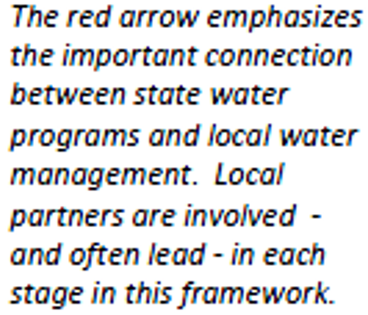 The red arrow emphasizes
the important connection
between state water
programs and local water
management.  Local
partners are involved  -
and often lead - in each
stage in this framework.